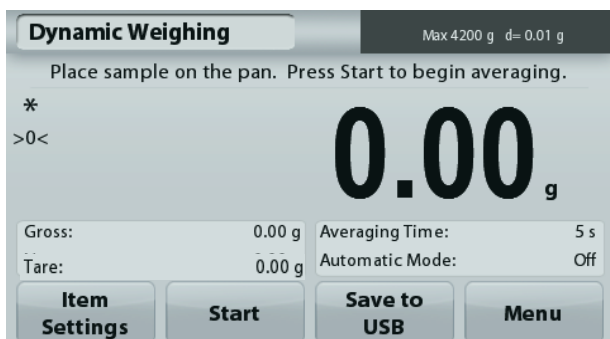 Dynamic Weighing
Max 4200 g d= 0.01 g
Place sample on the pan. Press Start to begin averaging.
*
>0<
0.00 g
Gross: 0.00 g
Tare: 0.00 g
Averaging Time: 5 s
Automatic Mode: Off
Item Settings
Start
Save to USB
Menu